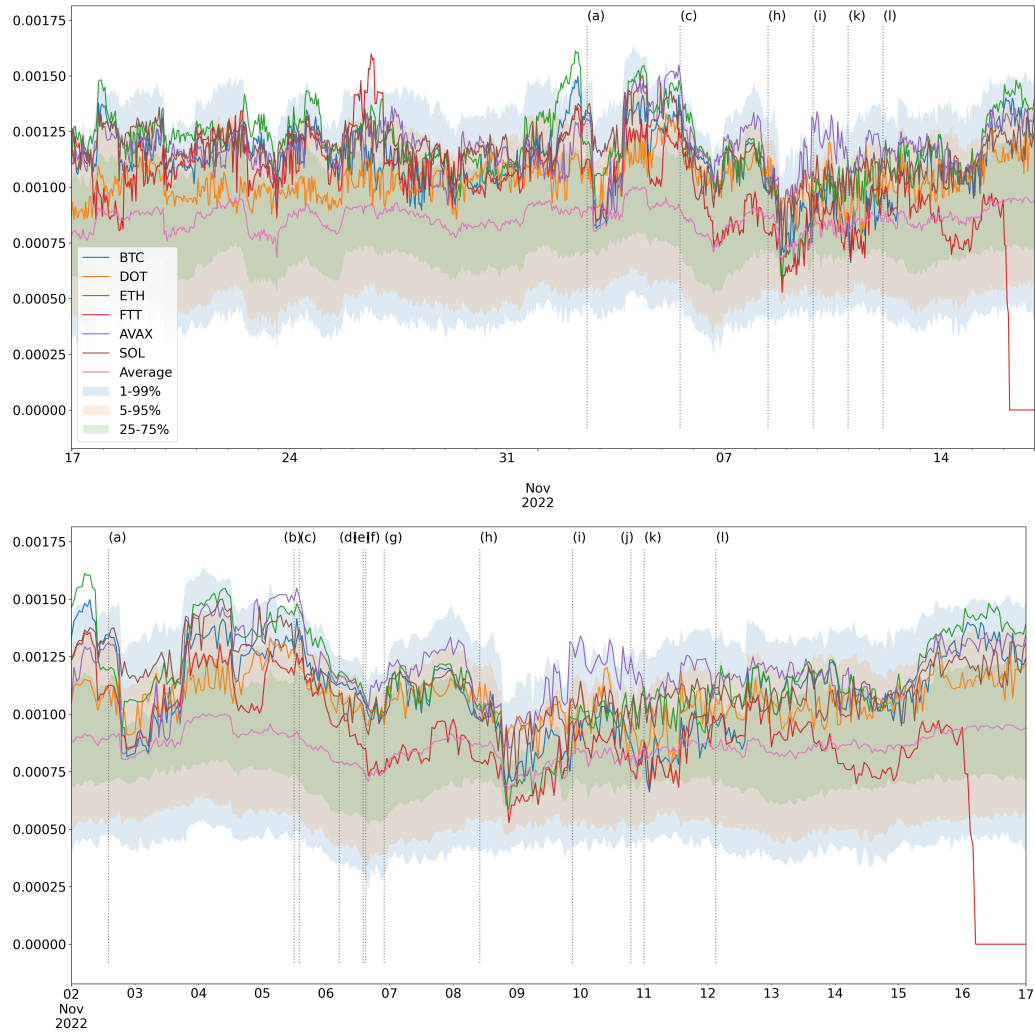 0.00175
(a)
(c)
(h)
(i)
(k)
(l)
0.00150
0.00125
0.00100
0.00075
0.00050
0.00025
0.00000
BTC
DOT
ETH
FTT
AVAX
SOL
Average
1-99%
5-95%
25-75%
17
24
31
07
14
Nov
2022
0.00175
(a)
(b)
(c)
(d)
(e)
(f)
(g)
(h)
(i)
(j)
(k)
(l)
0.00150
0.00125
0.00100
0.00075
0.00050
0.00025
0.00000
02
03
04
05
06
07
08
09
10
11
12
13
14
15
16
17
Nov
2022